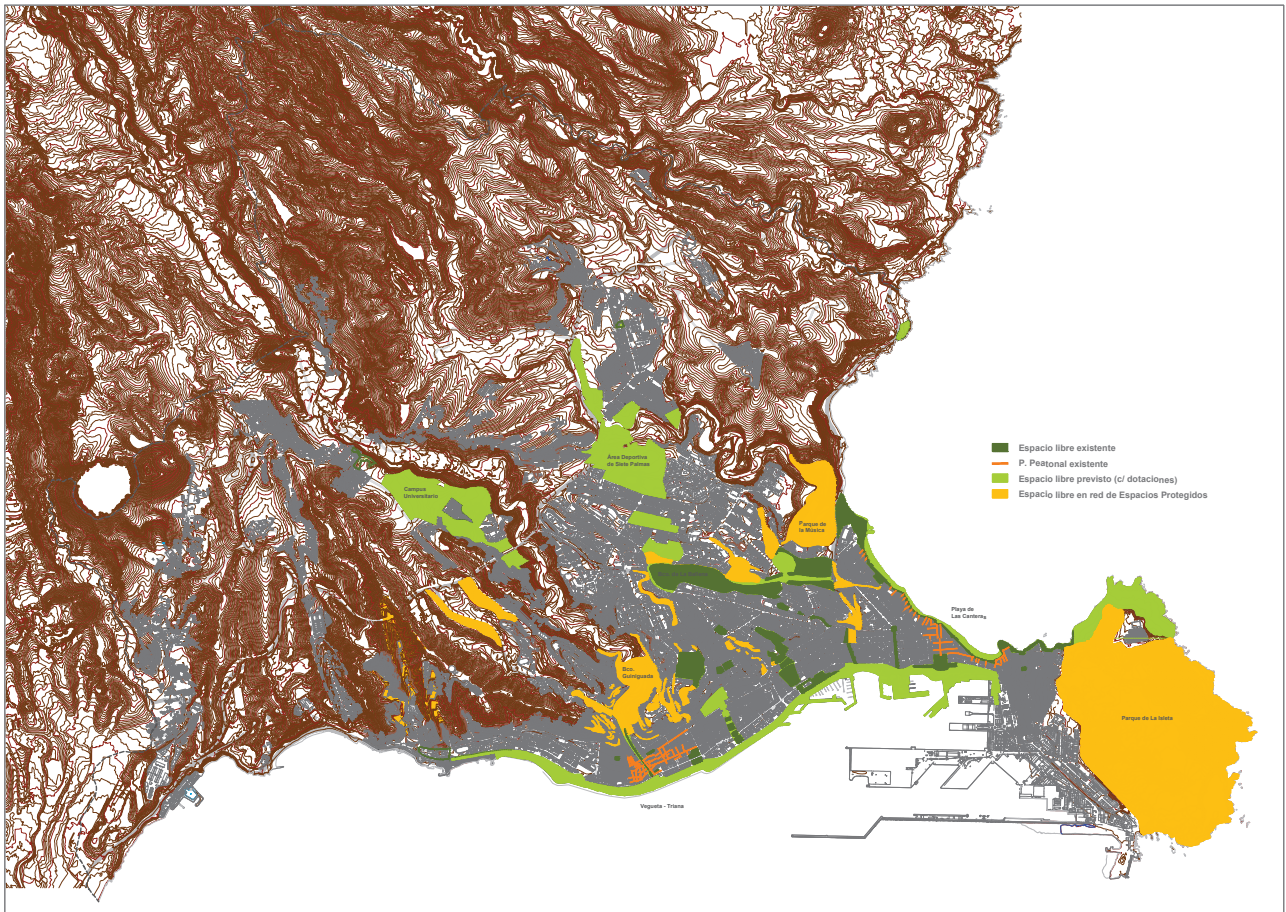 Espacio libre existente
P. Peatonal existente
Espacio libre previsto (c/ dotaciones)
Espacio libre en red de Espacios Protegidos
Área Deportiva
de Siete Palmas
Campus
Universitario
Parque de
la Música
Playa de
Las Canteras
Bco.
Guiniguada
Parque de La Isleta
Vegueta - Triana